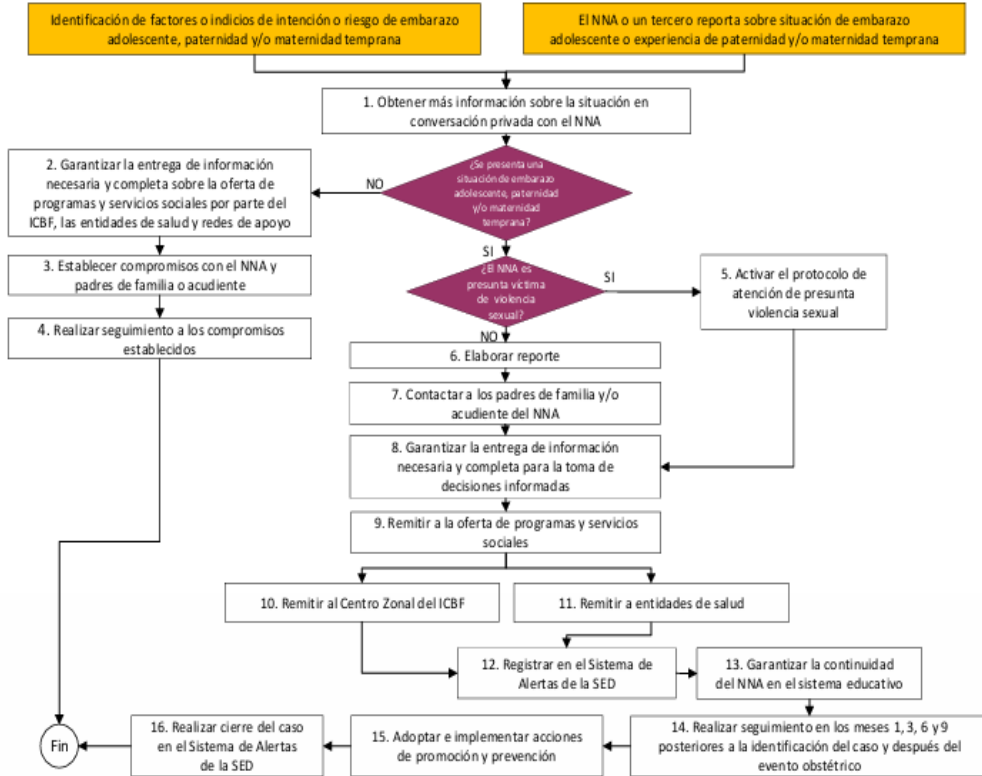 Identificación de factores o indicios de intención o riesgo de embarazo
adolescente, paternidad y/o maternidad temprana
El NNA o un tercero reporta sobre situación de embarazo
adolescente o experiencia de paternidad y/o maternidad temprana
1. Obtener más información sobre la situación en
conversación privada con el NNA
¿Se presenta una
situación de embarazo
adolescente, paternidad
y/o maternidad
temprana?
NO
2. Garantizar la entrega de información
necesaria y completa sobre la oferta de
programas y servicios sociales por parte del
ICBF, las entidades de salud y redes de apoyo
3. Establecer compromisos con el NNA y
padres de familia o acudiente
4. Realizar seguimiento a los compromisos
establecidos
SI
¿El NNA es
presunta víctima
de violencia
sexual?
SI
5. Activar el protocolo de
atención de presunta
violencia sexual
NO
6. Elaborar reporte
7. Contactar a los padres de familia y/o
acudiente del NNA
8. Garantizar la entrega de información
necesaria y completa para la toma de
decisiones informadas
9. Remitir a la oferta de programas y servicios
sociales
10. Remitir al Centro Zonal del ICBF
11. Remitir a entidades de salud
12. Registrar en el Sistema de
Alertas de la SED
13. Garantizar la continuidad
del NNA en el sistema educativo
14. Realizar seguimiento en los meses 1, 3, 6 y 9
posteriores a la identificación del caso y después del
evento obstétrico
15. Adoptar e implementar acciones
de promoción y prevención
16. Realizar cierre del caso
en el Sistema de Alertas
de la SED
Fin